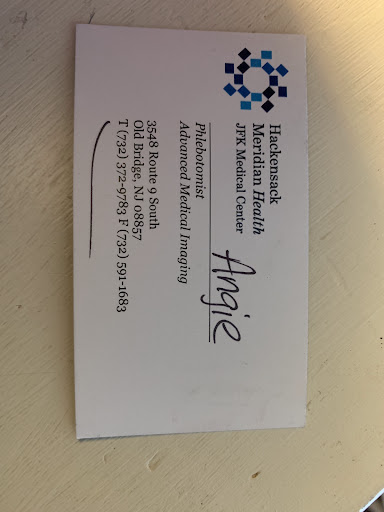 Hackensack
Meridian Health
JFK Medical Center
Angie
Phlebotomist
Advanced Medical Imaging
3548 Route 9 South
Old Bridge, NJ 08857
T (732) 372-9783 F (732) 591-1683